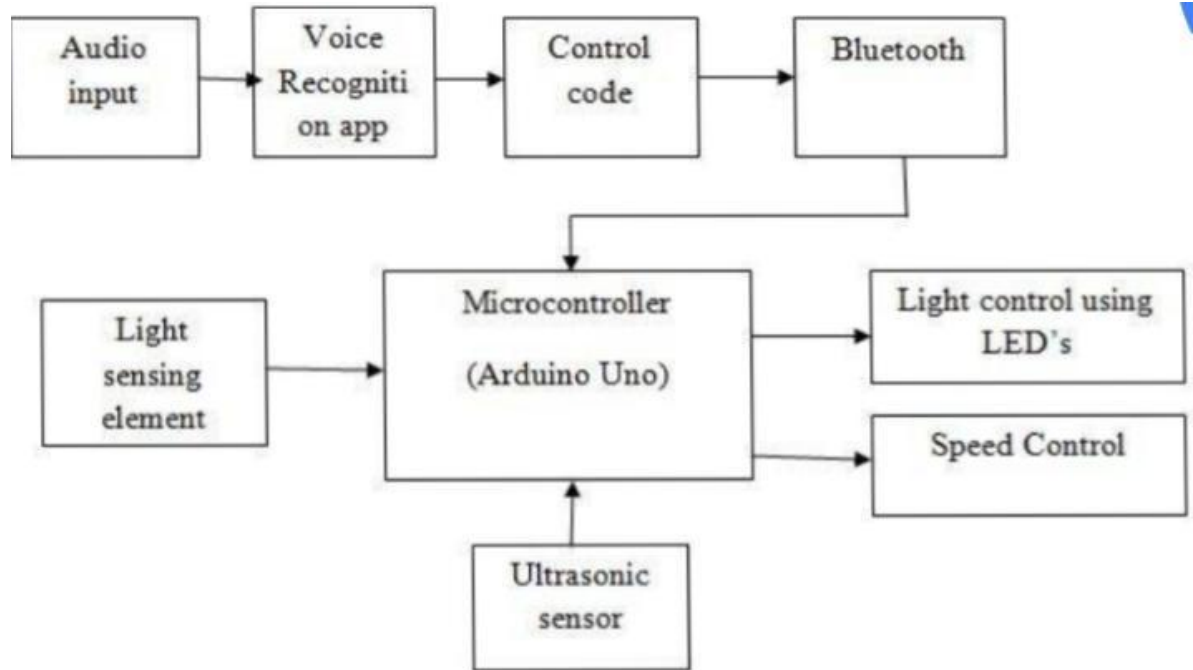 Audio
input
Voice
Recogniti
on app
Control
code
Bluetooth
Light
sensing
element
Microcontroller
(Arduino Uno)
Light control using
LED's
Speed Control
Ultrasonic
sensor